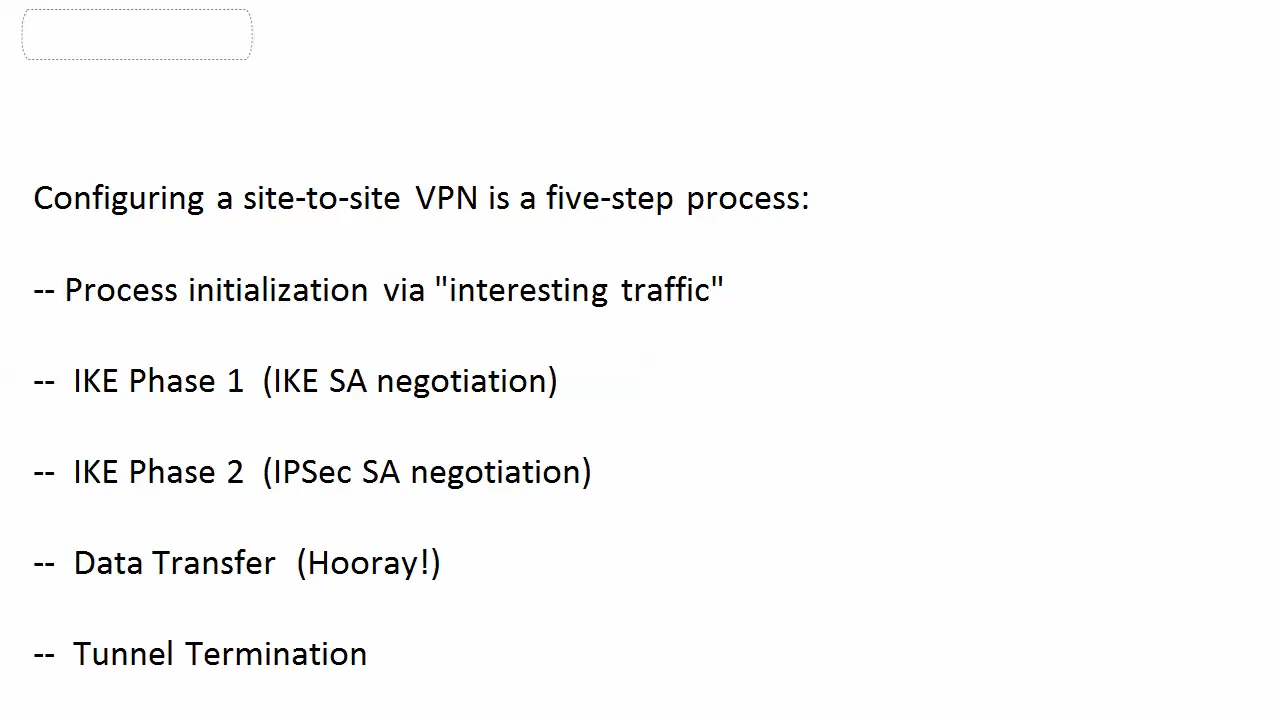 Configuring a site-to-site VPN is a five-step process:
-- Process initialization via "interesting traffic"
-- IKE Phase 1 (IKE SA negotiation)
-- IKE Phase 2 (IPSec SA negotiation)
-- Data Transfer (Hooray!)
-- Tunnel Termination